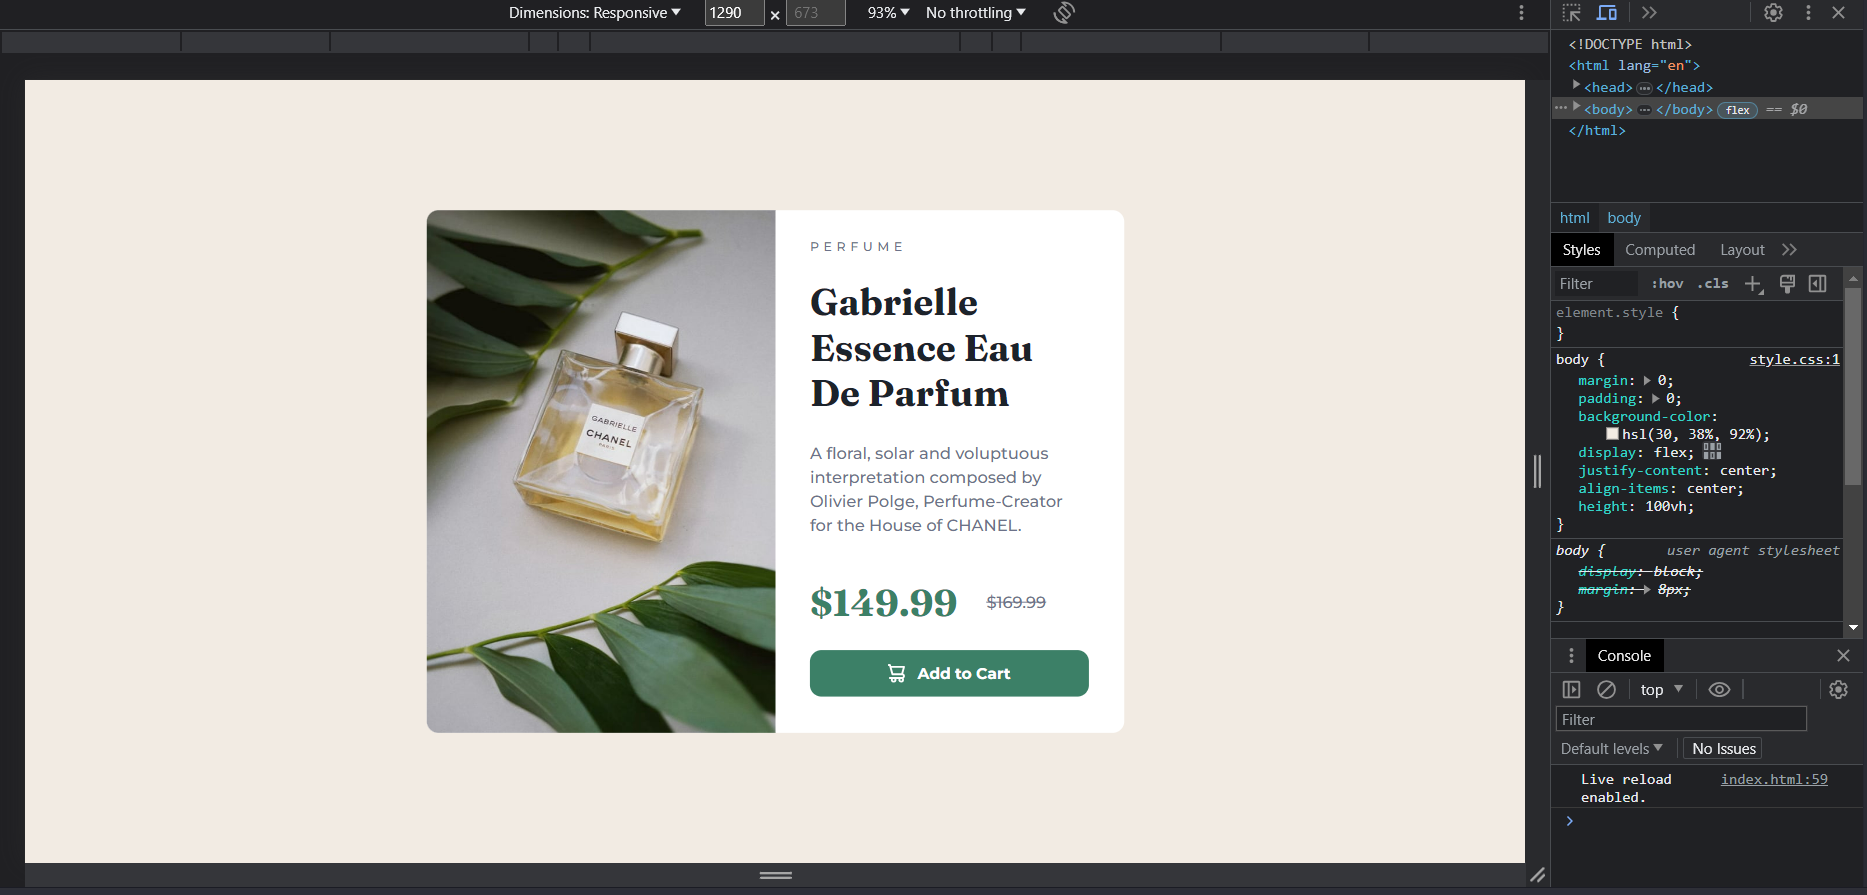 Dimensions: Responsive ▼ 1290 × 673 93% ▼ No throttling ▼
PERFUME
Gabrielle
Essence Eau
De Parfum
A floral, solar and voluptuous
interpretation composed by
Olivier Polge, Perfume-Creator
for the House of CHANEL.
$149.99 $169.99
Add to Cart
GABRIELLE
CHANEL
PARIS
<!DOCTYPE html>
<html lang="en">
<head> ⋯ </head>
<body> ⋯ </body> flex == $0
</html>
html body
Styles Computed Layout »
Filter :hov .cls +
element.style {
}
body { style.css:1
margin: 0;
padding: 0;
background-color:
hsl(30, 38%, 92%);
display: flex;
justify-content: center;
align-items: center;
height: 100vh;
}
body { user agent stylesheet
display: block;
margin: 8px;
}
Console
top ▼
Filter
Default levels ▼ No Issues
Live reload index.html:59
enabled.
>